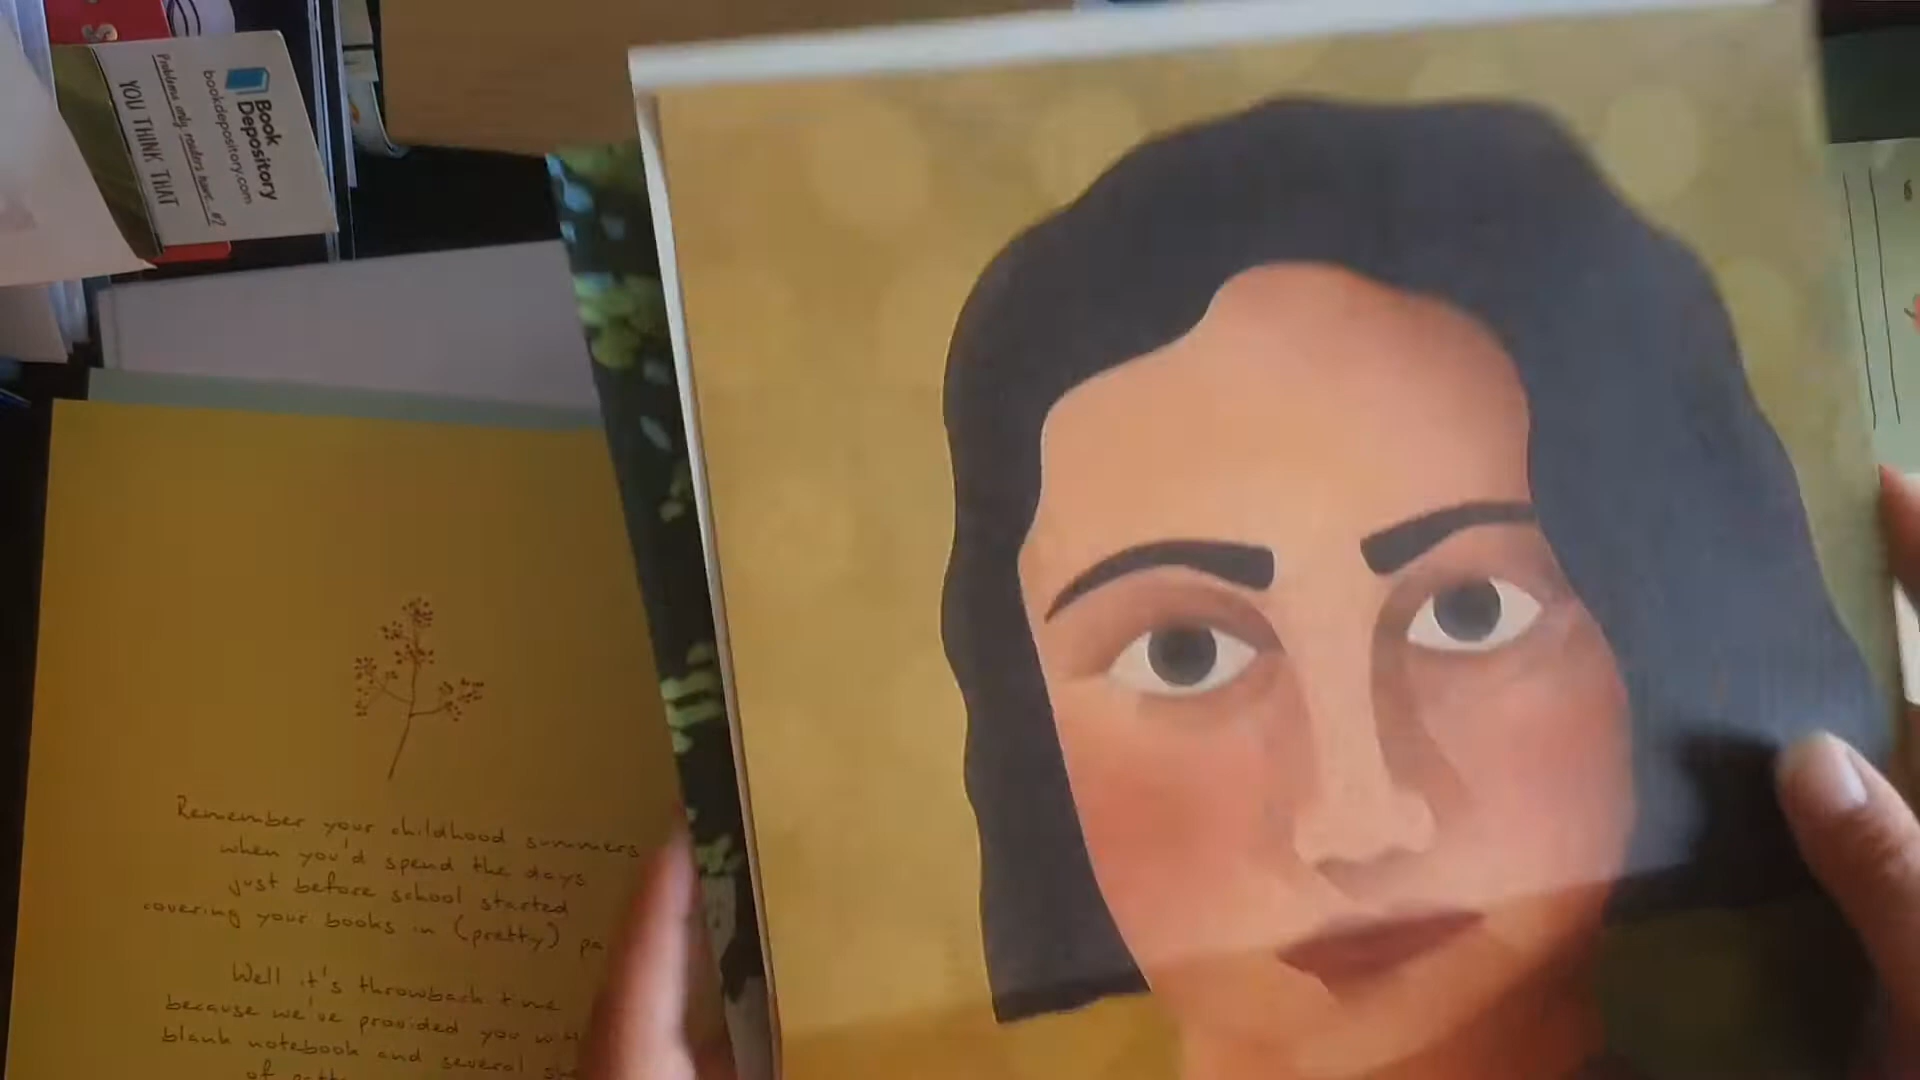 Book
Depository
bookdepository.com
Problems only readers have...
YOU THINK THAT
Remember your childhood summers
when you'd spend the days
just before school started
covering your books in (pretty) pa
Well it's throwback time
because we've provided you
blank notebook and several
of